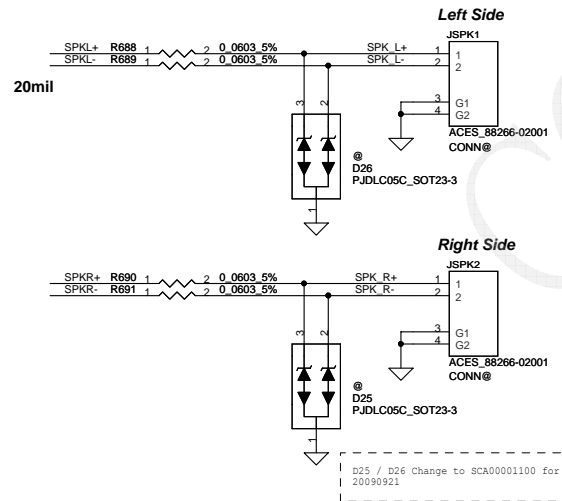 Left Side
JSPK1
SPKL+ R688 1 2 0_0603_5% SPK_L+ 1 1
SPKL- R689 1 2 0_0603_5% SPK_L- 2 2
20mil
3 G1
4 G2
3 2
ACES_88266-02001
CONN@
@
D26
PJDLC05C_SOT23-3
1
Right Side
JSPK2
SPKR+ R690 1 2 0_0603_5% SPK_R+ 1 1
SPKR- R691 1 2 0_0603_5% SPK_R- 2 2
3 G1
4 G2
3 2
ACES_88266-02001
CONN@
@
D25
PJDLC05C_SOT23-3
1
D25 / D26 Change to SCA00001100 for
20090921